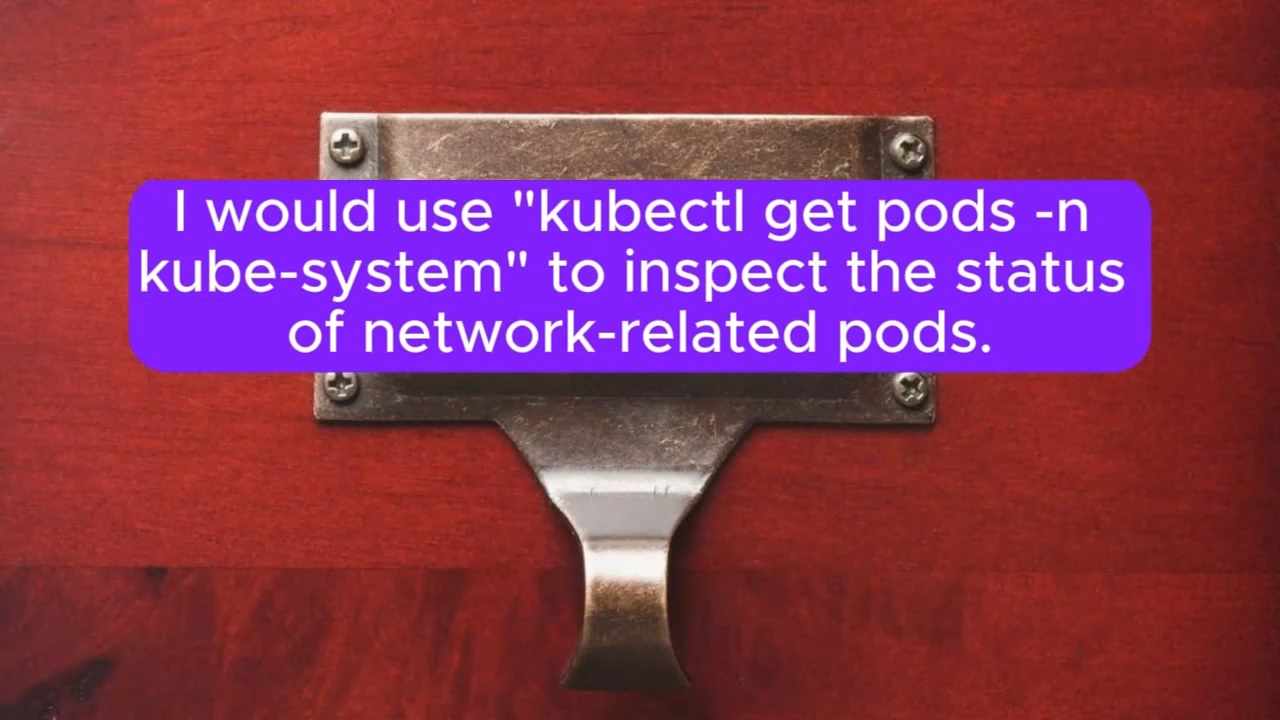 I would use "kubectl get pods -n
kube-system" to inspect the status
of network-related pods.